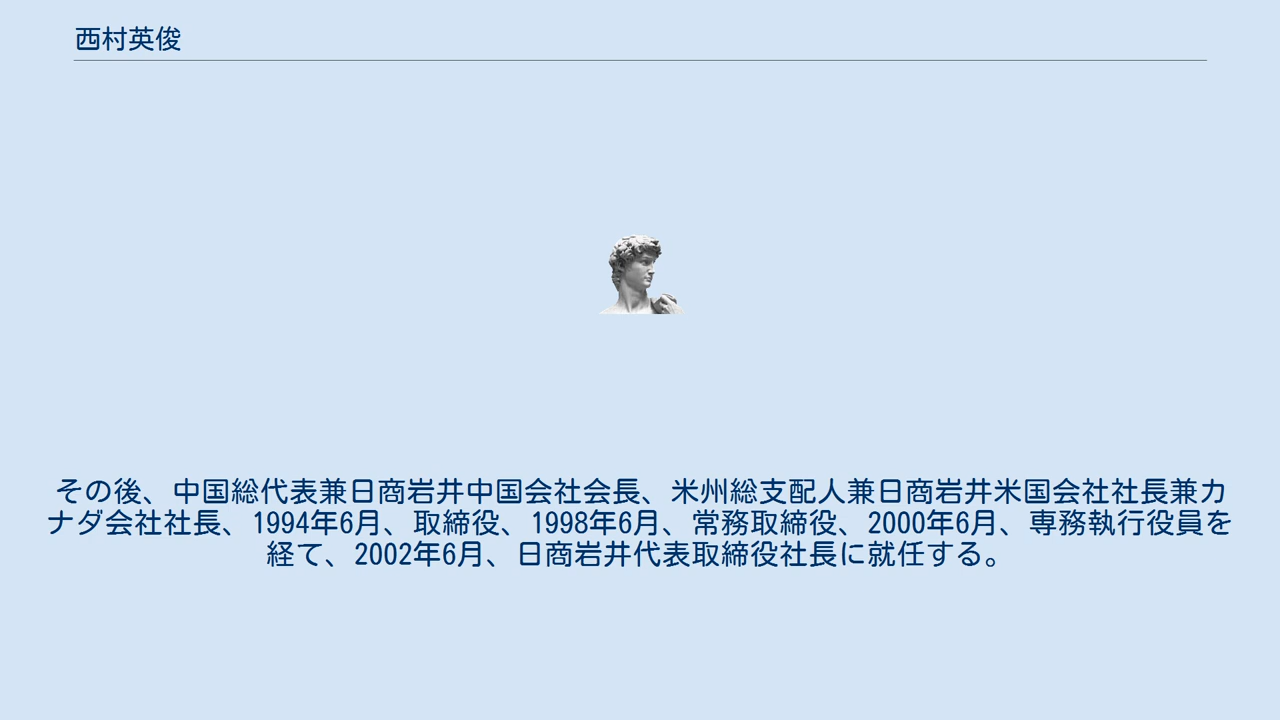 西村英俊
その後、中国総代表兼日商岩井中国会社会長、米州総支配人兼日商岩井米国会社社長兼カ
ナダ会社社長、1994年6月、取締役、1998年6月、常務取締役、2000年6月、専務執行役員を
経て、2002年6月、日商岩井代表取締役社長に就任する。